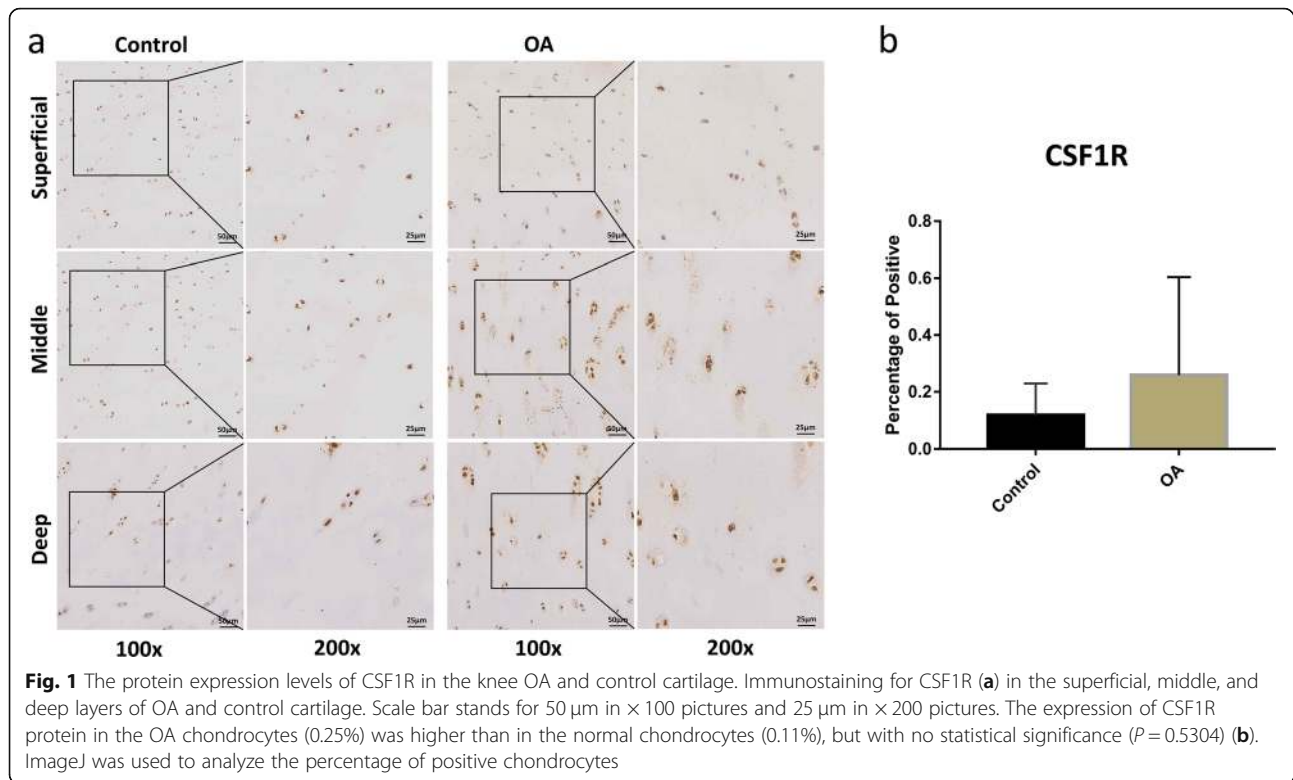 a
Control
OA
Superficial
50μm
25μm
50μm
25μm
Middle
50μm
25μm
50μm
25μm
Deep
50μm
25μm
50μm
25μm
100x
200x
100x
200x
b
CSF1R
Percentage of Positive
0.8
0.6
0.4
0.2
0.0
Control
OA
Fig. 1 The protein expression levels of CSF1R in the knee OA and control cartilage. Immunostaining for CSF1R (a) in the superficial, middle, and
deep layers of OA and control cartilage. Scale bar stands for 50 μm in × 100 pictures and 25 μm in × 200 pictures. The expression of CSF1R
protein in the OA chondrocytes (0.25%) was higher than in the normal chondrocytes (0.11%), but with no statistical significance (P = 0.5304) (b).
ImageJ was used to analyze the percentage of positive chondrocytes